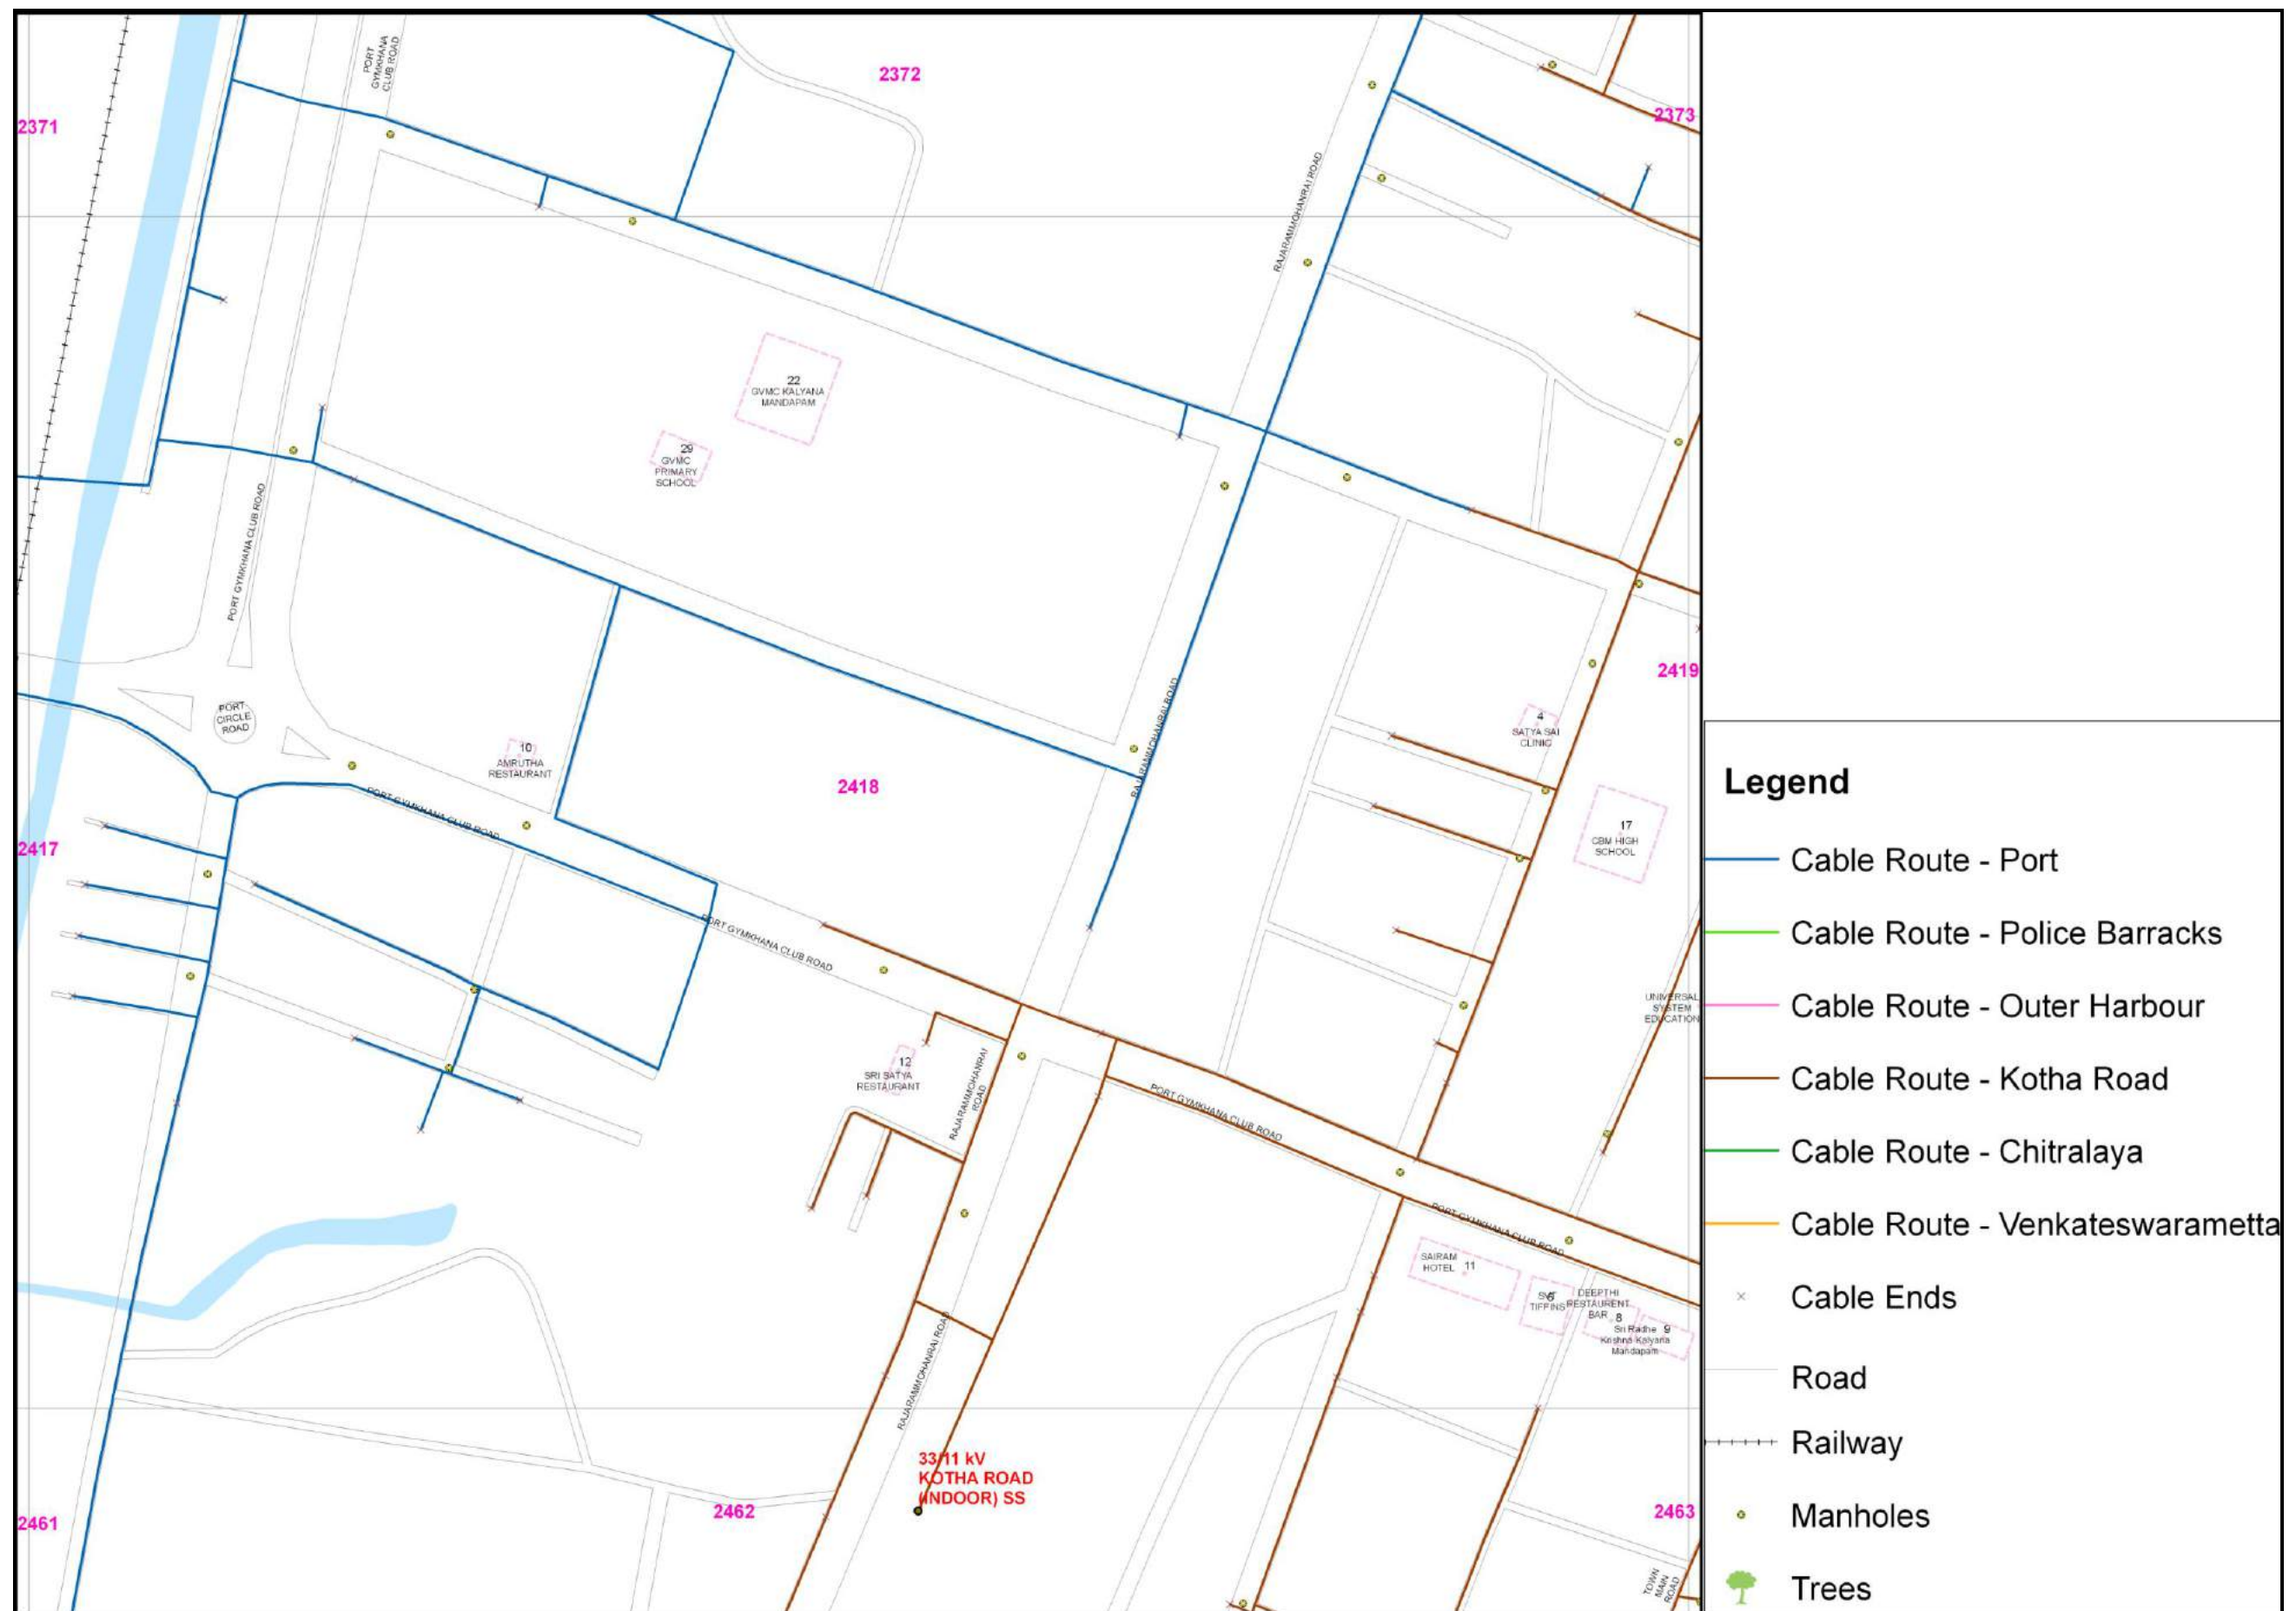 PORT
GYMKHANA
CLUB ROAD
2372
2371
2373
RAJARAMMOHANRAI ROAD
22
GVMC KALYANA
MANDAPAM
29
GVMC
PRIMARY
SCHOOL
PORT GYMKHANA CLUB ROAD
2419
RAJARAMMOHANRAI ROAD
PORT
CIRCLE
ROAD
4
SATYA SAI
CLINIC
10
AMRUTHA
RESTAURANT
2418
PORT GYMKHANA CLUB ROAD
17
CBM HIGH
SCHOOL
2417
PORT GYMKHANA CLUB ROAD
UNIVERSAL
SYSTEM
EDUCATION
12
SRI SATYA
RESTAURANT
RAJARAMMOHANRAI
ROAD
PORT GYMKHANA CLUB ROAD
PORT GYMKHANA CLUB ROAD
SAIRAM
HOTEL 11
TIFFINS
DEEPTHI
RESTAURENT
BAR 8
Sri Radhe 9
Krishna Kalyana
Mandapam
RAJARAMMOHANRAI ROAD
33/11 kV
KOTHA ROAD
(INDOOR) SS
2461
2462
2463
TOWN
MAIN
ROAD
Legend
Cable Route - Port
Cable Route - Police Barracks
Cable Route - Outer Harbour
Cable Route - Kotha Road
Cable Route - Chitralaya
Cable Route - Venkateswarametta
Cable Ends
Road
Railway
Manholes
Trees